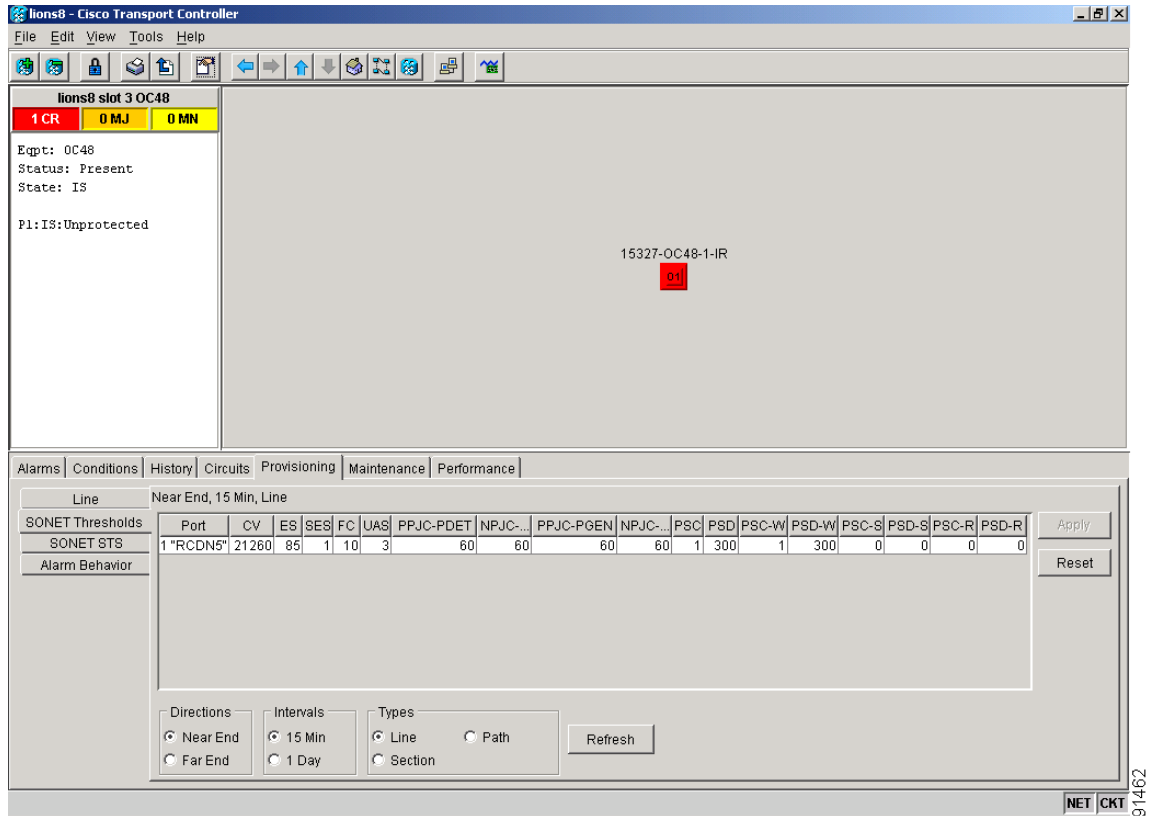 lions8 - Cisco Transport Controller
File Edit View Tools Help
lions8 slot 3 OC48
1 CR 0 MJ 0 MN
Eqpt: OC48
Status: Present
State: IS
P1:IS:Unprotected
15327-OC48-1-IR
01
Alarms Conditions History Circuits Provisioning Maintenance Performance
Line
SONET Thresholds
SONET STS
Alarm Behavior
Near End, 15 Min, Line
Port CV ES SES FC UAS PPJC-PDET NPJC-... PPJC-PGEN NPJC-... PSC PSD PSC-W PSD-W PSC-S PSD-S PSC-R PSD-R
1 "RCDN5" 21260 85 1 10 3 60 60 60 60 1 300 1 300 0 0 0 0
Apply
Reset
Directions Intervals Types
Near End 15 Min Line Path
Refresh
Far End 1 Day Section
NET CKT
91462